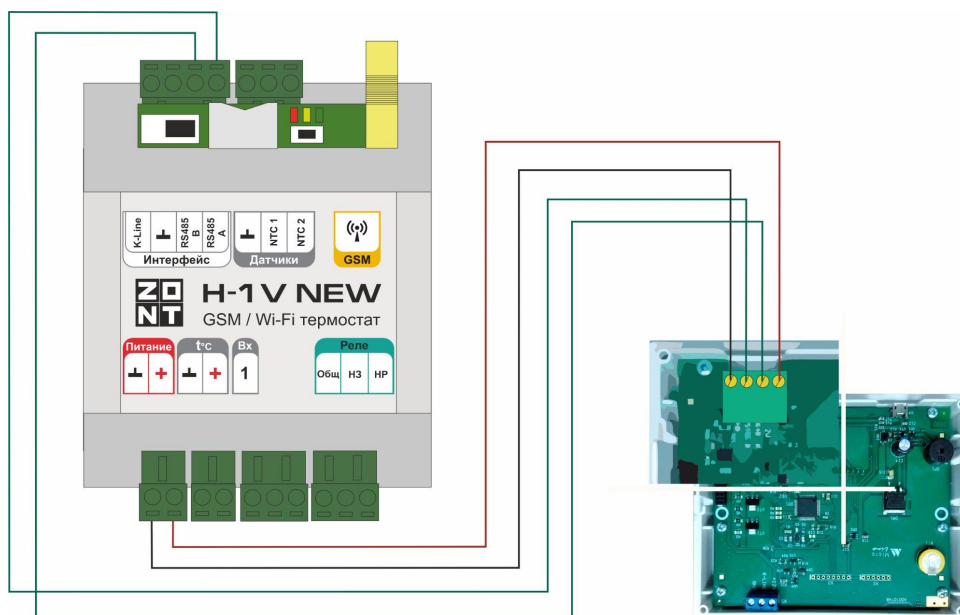 K-Line
⊥
RS485 B
RS485 A
Интерфейс
⊥
NTC 1
NTC 2
Датчики
GSM
ZONT
H-1V NEW
GSM / Wi-Fi термостат
Питание
⊥ +
t°C
⊥ +
Вх
1
Реле
Общ НЗ НР